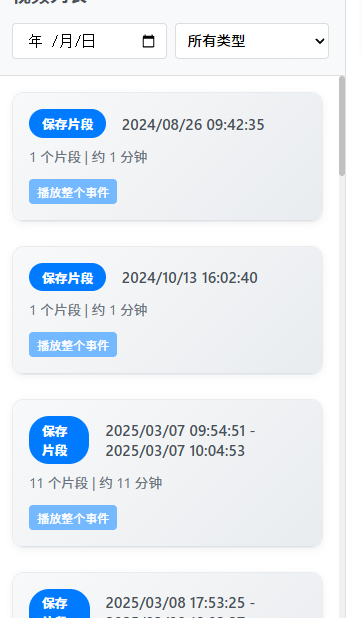 年 /月/日
所有类型
保存片段
2024/08/26 09:42:35
1 个片段 | 约 1 分钟
播放整个事件
保存片段
2024/10/13 16:02:40
1 个片段 | 约 1 分钟
播放整个事件
保存
片段
2025/03/07 09:54:51 -
2025/03/07 10:04:53
11 个片段 | 约 11 分钟
播放整个事件
保存
2025/03/08 17:53:25 -